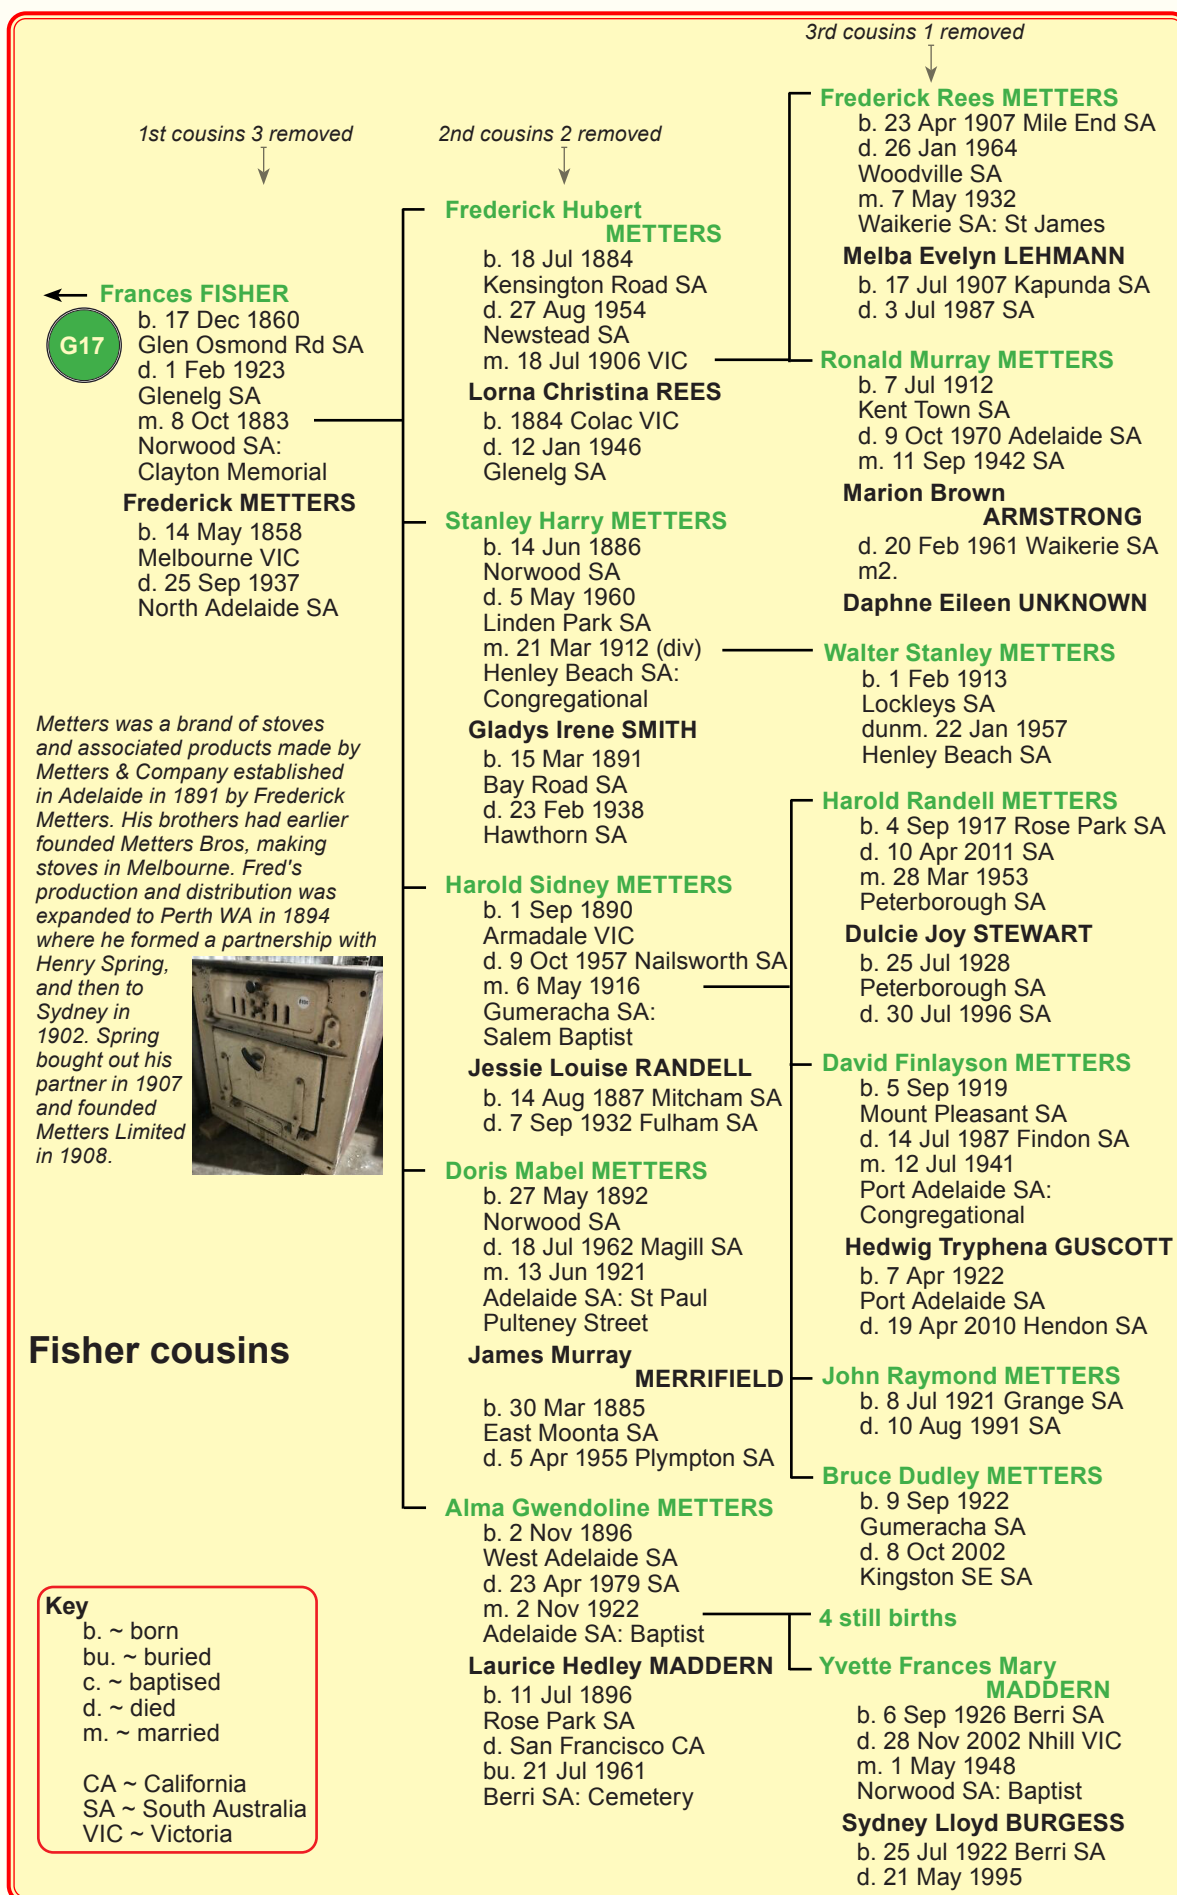 3rd cousins 1 removed
1st cousins 3 removed
2nd cousins 2 removed
Frances FISHER
G17
b. 17 Dec 1860
Glen Osmond Rd SA
d. 1 Feb 1923
Glenelg SA
m. 8 Oct 1883
Norwood SA:
Clayton Memorial
Frederick METTERS
b. 14 May 1858
Melbourne VIC
d. 25 Sep 1937
North Adelaide SA
Metters was a brand of stoves
and associated products made by
Metters & Company established
in Adelaide in 1891 by Frederick
Metters. His brothers had earlier
founded Metters Bros, making
stoves in Melbourne. Fred's
production and distribution was
expanded to Perth WA in 1894
where he formed a partnership with
Henry Spring,
and then to
Sydney in
1902. Spring
bought out his
partner in 1907
and founded
Metters Limited
in 1908.
Fisher cousins
Key
b. ~ born
bu. ~ buried
c. ~ baptised
d. ~ died
m. ~ married
CA ~ California
SA ~ South Australia
VIC ~ Victoria
Frederick Hubert
METTERS
b. 18 Jul 1884
Kensington Road SA
d. 27 Aug 1954
Newstead SA
m. 18 Jul 1906 VIC
Lorna Christina REES
b. 1884 Colac VIC
d. 12 Jan 1946
Glenelg SA
Stanley Harry METTERS
b. 14 Jun 1886
Norwood SA
d. 5 May 1960
Linden Park SA
m. 21 Mar 1912 (div)
Henley Beach SA:
Congregational
Gladys Irene SMITH
b. 15 Mar 1891
Bay Road SA
d. 23 Feb 1938
Hawthorn SA
Harold Sidney METTERS
b. 1 Sep 1890
Armadale VIC
d. 9 Oct 1957 Nailsworth SA
m. 6 May 1916
Gumeracha SA:
Salem Baptist
Jessie Louise RANDELL
b. 14 Aug 1887 Mitcham SA
d. 7 Sep 1932 Fulham SA
Doris Mabel METTERS
b. 27 May 1892
Norwood SA
d. 18 Jul 1962 Magill SA
m. 13 Jun 1921
Adelaide SA: St Paul
Pulteney Street
James Murray
MERRIFIELD
b. 30 Mar 1885
East Moonta SA
d. 5 Apr 1955 Plympton SA
Alma Gwendoline METTERS
b. 2 Nov 1896
West Adelaide SA
d. 23 Apr 1979 SA
m. 2 Nov 1922
Adelaide SA: Baptist
Laurice Hedley MADDERN
b. 11 Jul 1896
Rose Park SA
d. San Francisco CA
bu. 21 Jul 1961
Berri SA: Cemetery
Frederick Rees METTERS
b. 23 Apr 1907 Mile End SA
d. 26 Jan 1964
Woodville SA
m. 7 May 1932
Waikerie SA: St James
Melba Evelyn LEHMANN
b. 17 Jul 1907 Kapunda SA
d. 3 Jul 1987 SA
Ronald Murray METTERS
b. 7 Jul 1912
Kent Town SA
d. 9 Oct 1970 Adelaide SA
m. 11 Sep 1942 SA
Marion Brown
ARMSTRONG
d. 20 Feb 1961 Waikerie SA
m2.
Daphne Eileen UNKNOWN
Walter Stanley METTERS
b. 1 Feb 1913
Lockleys SA
dunm. 22 Jan 1957
Henley Beach SA
Harold Randell METTERS
b. 4 Sep 1917 Rose Park SA
d. 10 Apr 2011 SA
m. 28 Mar 1953
Peterborough SA
Dulcie Joy STEWART
b. 25 Jul 1928
Peterborough SA
d. 30 Jul 1996 SA
David Finlayson METTERS
b. 5 Sep 1919
Mount Pleasant SA
d. 14 Jul 1987 Findon SA
m. 12 Jul 1941
Port Adelaide SA:
Congregational
Hedwig Tryphena GUSCOTT
b. 7 Apr 1922
Port Adelaide SA
d. 19 Apr 2010 Hendon SA
John Raymond METTERS
b. 8 Jul 1921 Grange SA
d. 10 Aug 1991 SA
Bruce Dudley METTERS
b. 9 Sep 1922
Gumeracha SA
d. 8 Oct 2002
Kingston SE SA
4 still births
Yvette Frances Mary
MADDERN
b. 6 Sep 1926 Berri SA
d. 28 Nov 2002 Nhill VIC
m. 1 May 1948
Norwood SA: Baptist
Sydney Lloyd BURGESS
b. 25 Jul 1922 Berri SA
d. 21 May 1995